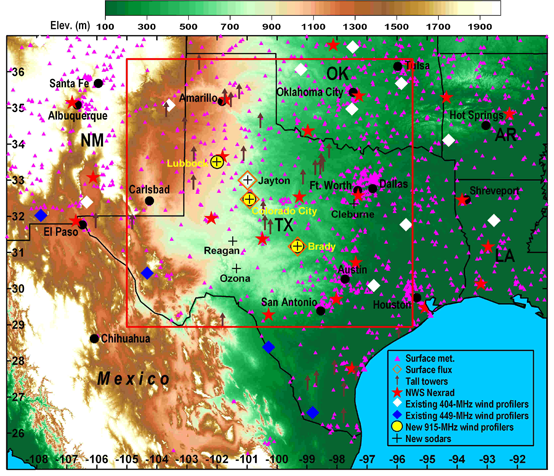 Elev. (m)
100 300 500 700 900 1100 1300 1500 1700 1900
36
35
34
33
32
31
30
29
28
27
26
25
-108 -107 -106 -105 -104 -103 -102 -101 -100 -99 -98 -97 -96 -95 -94 -93 -92
OK
Tulsa
Santa Fe
Amarillo
Oklahoma City
Albuquerque
Hot Springs
AR
NM
Lubbock
Jayton
Carlsbad
Ft. Worth
Dallas
Shreveport
Colorado City
Cleburne
El Paso
TX
Reagan
Brady
LA
Ozona
Austin
San Antonio
Houston
Chihuahua
Mexico
Surface met.
Surface flux
Tall towers
NWS Nexrad
Existing 404-MHz wind profilers
Existing 449-MHz wind profilers
New 915-MHz wind profilers
New sodars